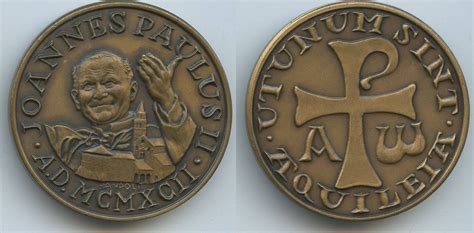 · JOANNES PAULUS II ·
A.D. MCMXCII
· UT UNUM SINT ·
Α ω
AQUILEIA